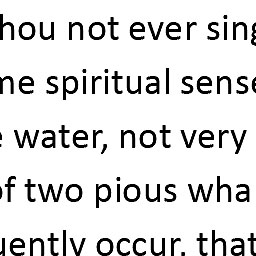 hou not ever sing
me spiritual sense
e water, not very
of two pious wha
uently occur, that